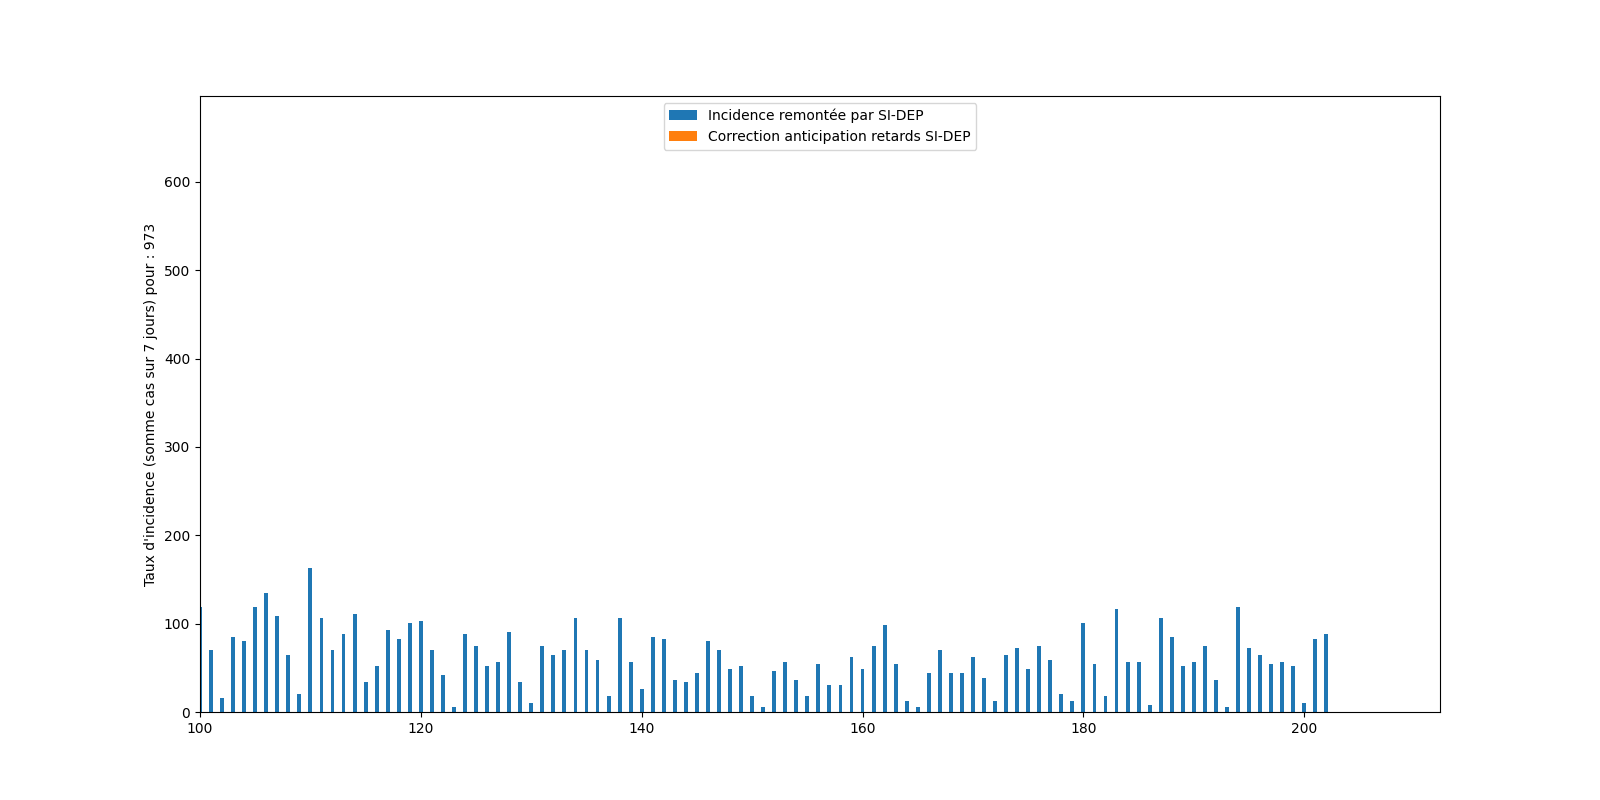 Incidence remontée par SI-DEP
Correction anticipation retards SI-DEP
Taux d'incidence (somme cas sur 7 jours) pour : 973
600
500
400
300
200
100
0
100 120 140 160 180 200